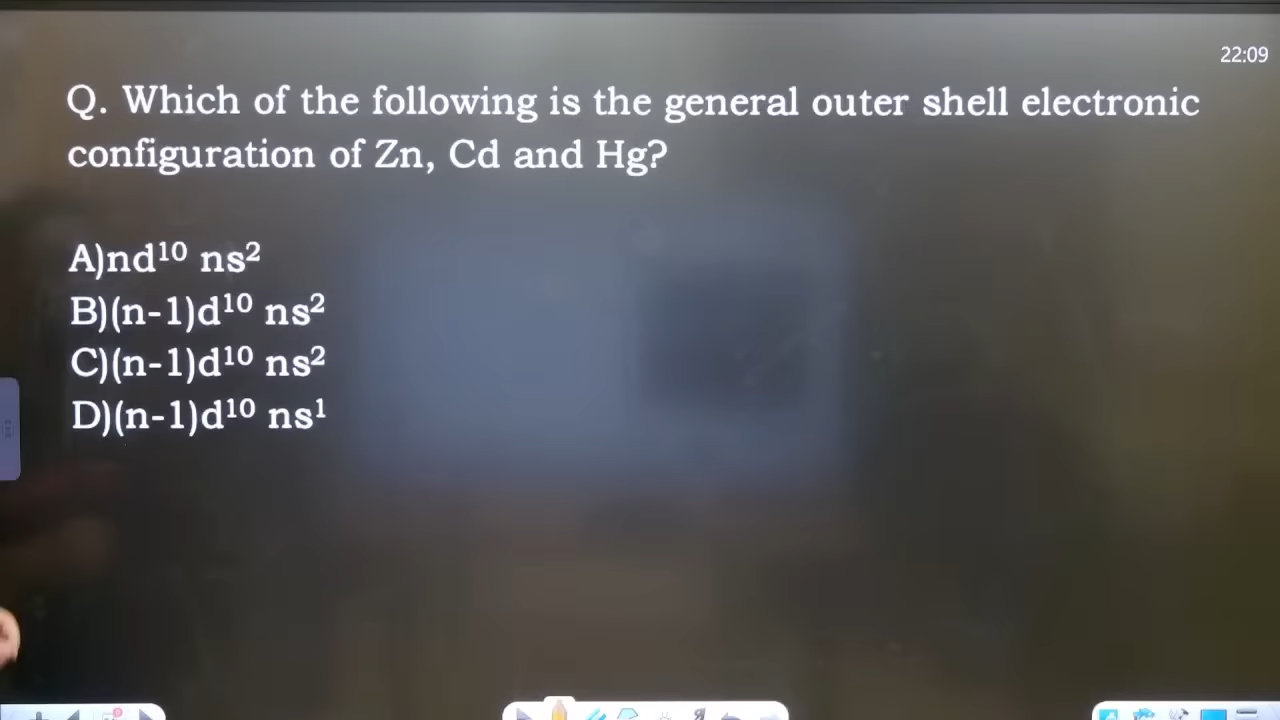 22:09
Q. Which of the following is the general outer shell electronic
configuration of Zn, Cd and Hg?
A)nd¹⁰ ns²
B)(n-1)d¹⁰ ns²
C)(n-1)d¹⁰ ns²
D)(n-1)d¹⁰ ns¹